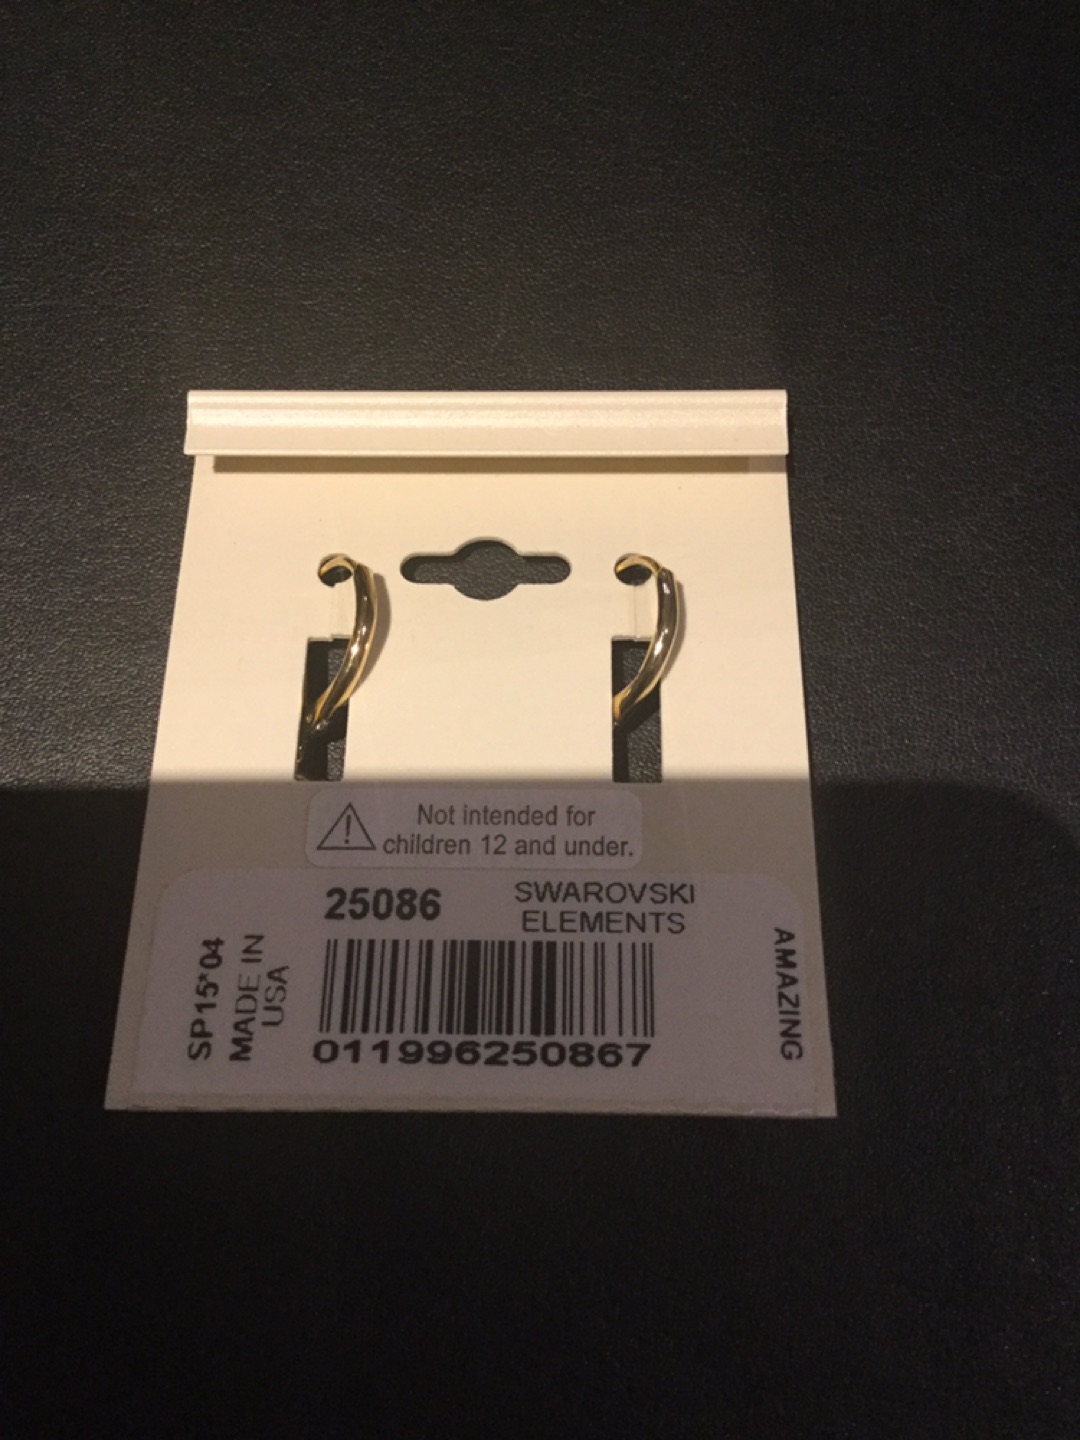 Not intended for
children 12 and under.
25086
SWAROVSKI
ELEMENTS
SP15*04
MADE IN
USA
011996250867
AMAZING